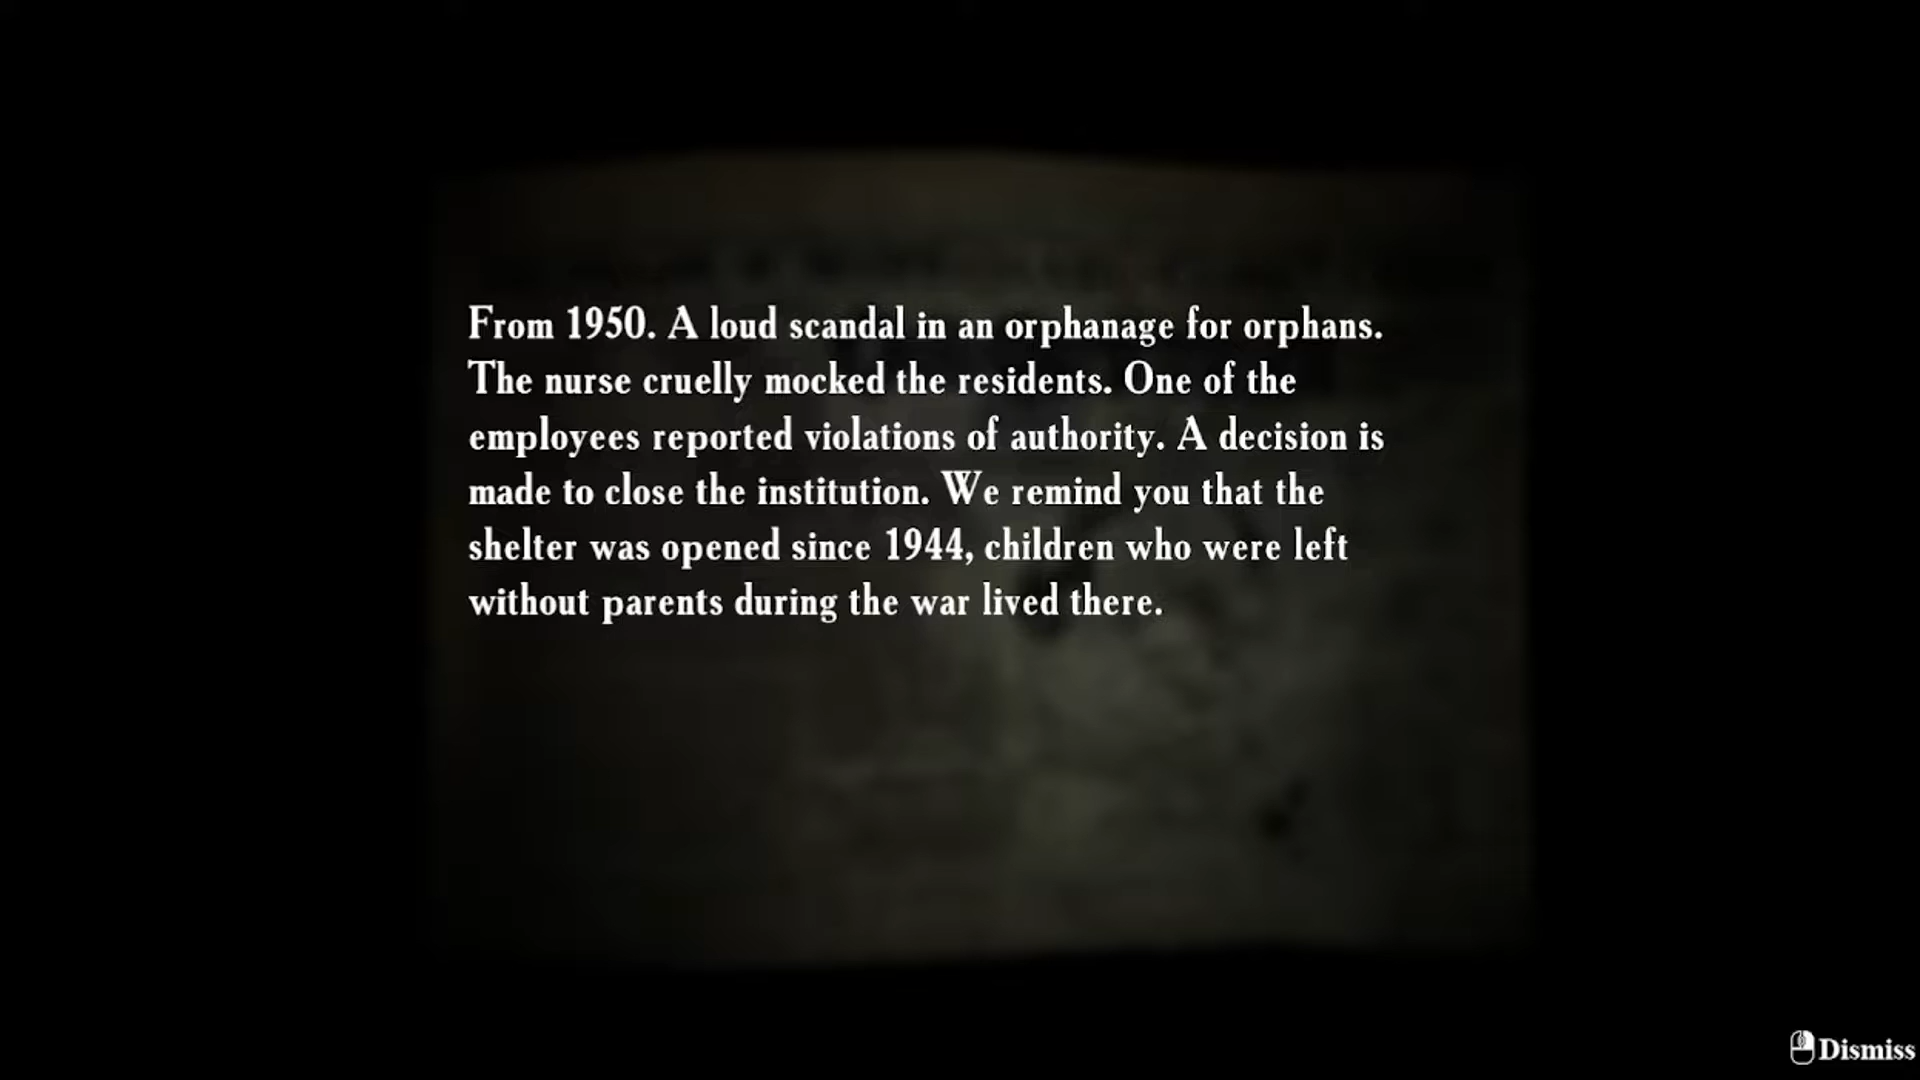 From 1950. A loud scandal in an orphanage for orphans.
The nurse cruelly mocked the residents. One of the
employees reported violations of authority. A decision is
made to close the institution. We remind you that the
shelter was opened since 1944, children who were left
without parents during the war lived there.
Dismiss